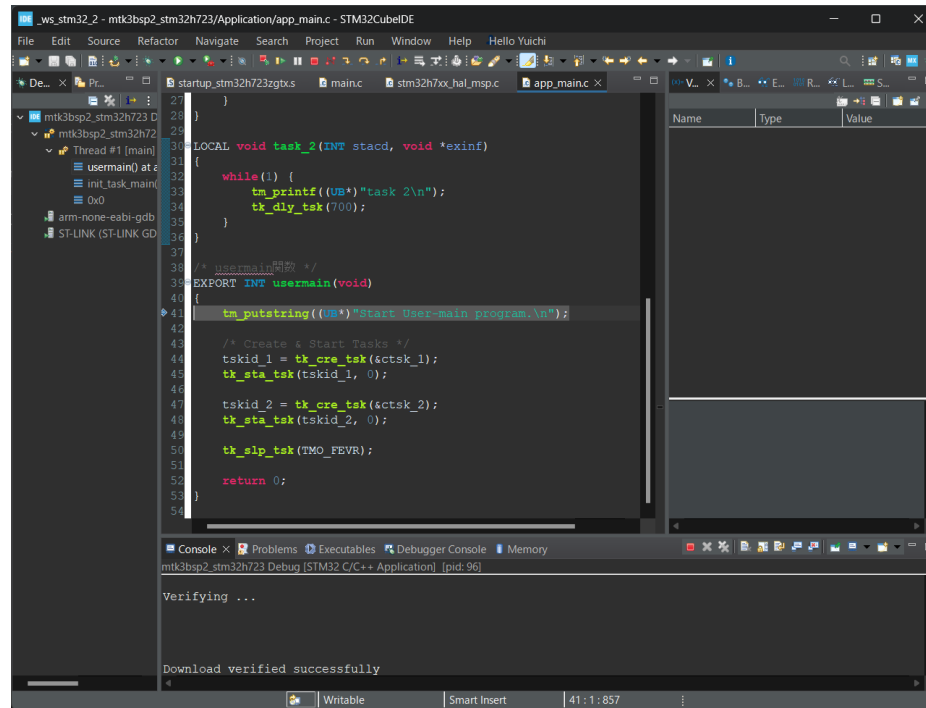 IDE _ws_stm32_2 - mtk3bsp2_stm32h723/Application/app_main.c - STM32CubeIDE
File Edit Source Refactor Navigate Search Project Run Window Help Hello Yuichi
De... Pr...
startup_stm32h723zgtx.s main.c stm32h7xx_hal_msp.c app_main.c
V... B... E... R... L... S...
mtk3bsp2_stm32h723 D
mtk3bsp2_stm32h72
Thread #1 [main]
usermain() at a
init_task_main(
0x0
arm-none-eabi-gdb
ST-LINK (ST-LINK GD
27 }
28 }
29
30 LOCAL void task_2(INT stacd, void *exinf)
31 {
32 while(1) {
33 tm_printf((UB*)"task 2\n");
34 tk_dly_tsk(700);
35 }
36 }
37
38 /* usermain関数 */
39 EXPORT INT usermain(void)
40 {
41 tm_putstring((UB*)"Start User-main program.\n");
42
43 /* Create & Start Tasks */
44 tskid_1 = tk_cre_tsk(&ctsk_1);
45 tk_sta_tsk(tskid_1, 0);
46
47 tskid_2 = tk_cre_tsk(&ctsk_2);
48 tk_sta_tsk(tskid_2, 0);
49
50 tk_slp_tsk(TMO_FEVR);
51
52 return 0;
53 }
54
Name Type Value
Console Problems Executables Debugger Console Memory
mtk3bsp2_stm32h723 Debug [STM32 C/C++ Application] [pid: 96]
Verifying ...
Download verified successfully
Writable Smart Insert 41 : 1 : 857